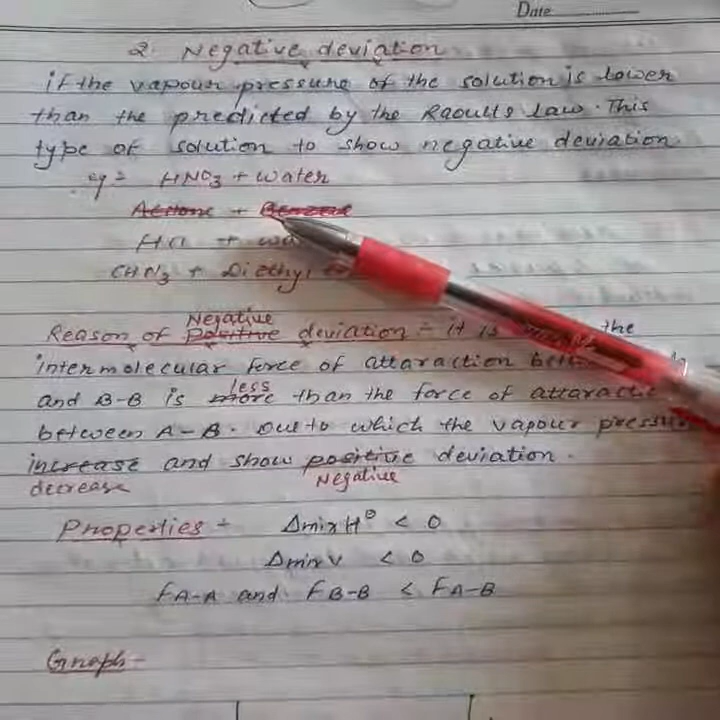 Date
2. Negative deviation
if the vapour pressure of the solution is lower
than the predicted by the Raoults law. This
type of solution to show negative deviation.
eg = HNO3 + water
Acetone + Benzene
HCl + wa
CHCl3 + Diethyl
Negative
Reason of positive deviation - it is the
intermolecular force of attaraction bet
less
and B-B is more than the force of attaractio
between A-B. Due to which the vapour pressu
increase and show positive deviation.
decrease Negative
Properties - ΔmixH° < 0
Δmix V < 0
FA-A and FB-B < FA-B
Graph -